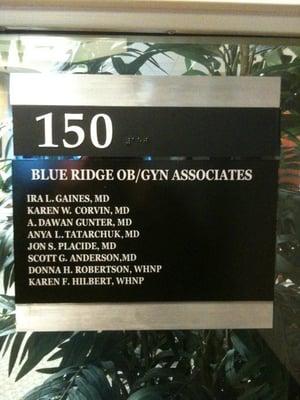 150
BLUE RIDGE OB/GYN ASSOCIATES
IRA L. GAINES, MD
KAREN W. CORVIN, MD
A. DAWAN GUNTER, MD
ANYA L. TATARCHUK, MD
JON S. PLACIDE, MD
SCOTT G. ANDERSON,MD
DONNA H. ROBERTSON, WHNP
KAREN F. HILBERT, WHNP